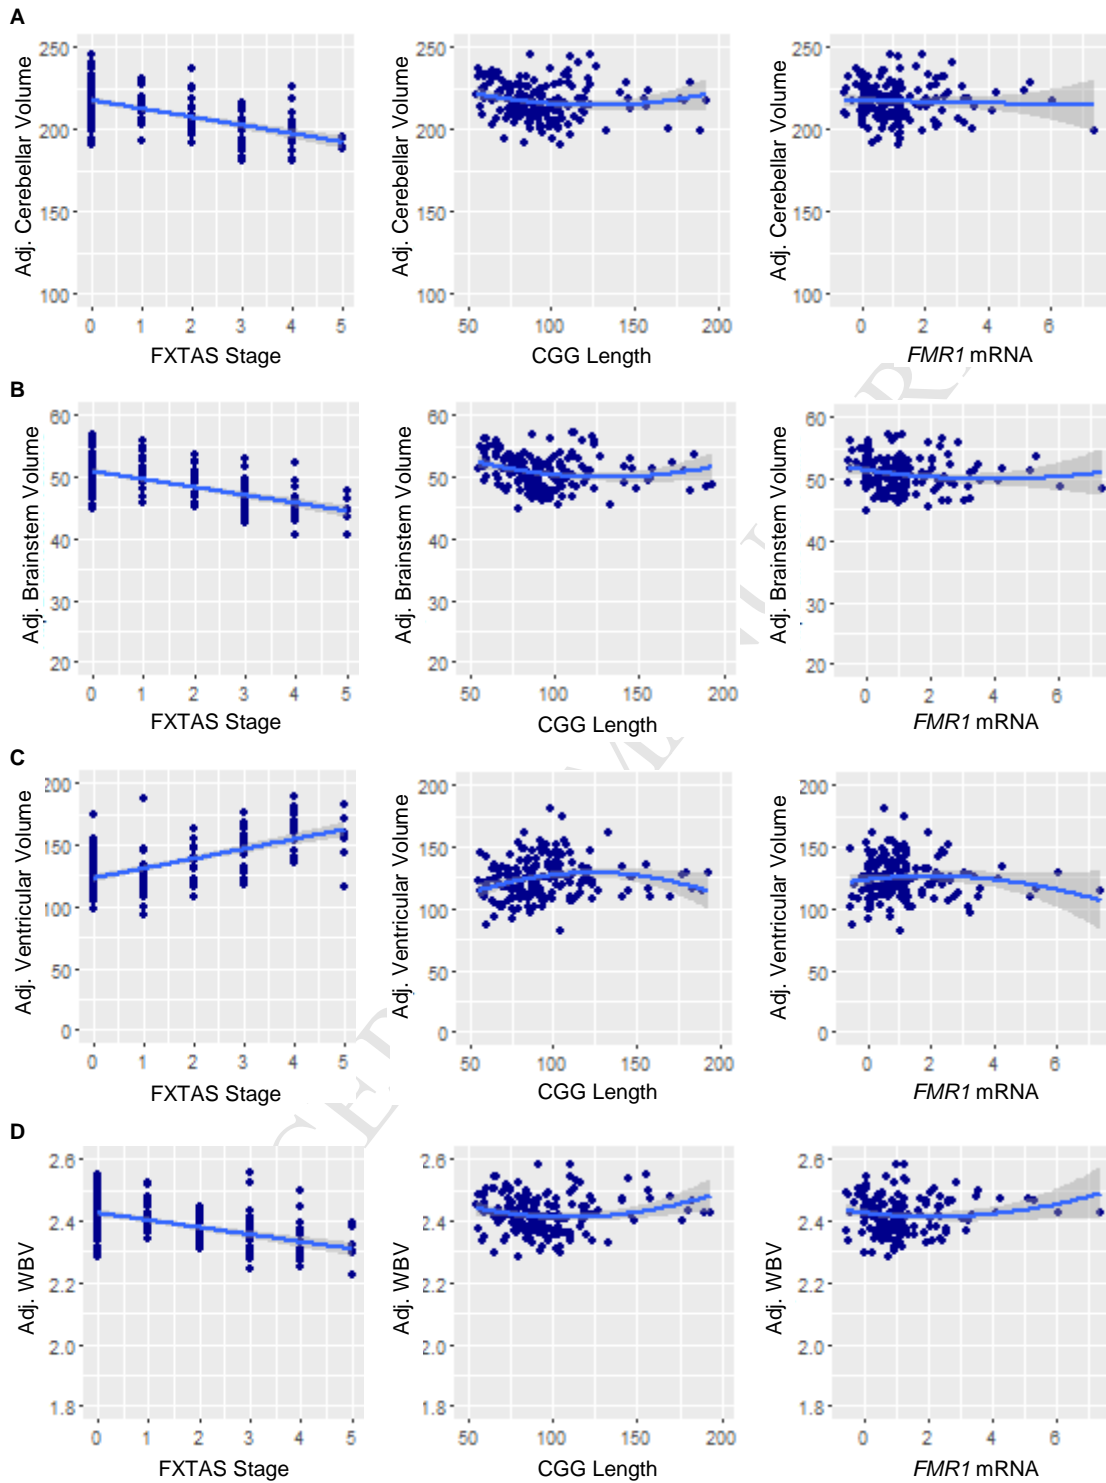 A
Adj. Cerebellar Volume
250
200
150
100
0 1 2 3 4 5
FXTAS Stage
Adj. Cerebellar Volume
250
200
150
100
50 100 150 200
CGG Length
Adj. Cerebellar Volume
250
200
150
100
0 2 4 6
FMR1 mRNA
B
Adj. Brainstem Volume
60
50
40
30
20
0 1 2 3 4 5
FXTAS Stage
Adj. Brainstem Volume
60
50
40
30
20
50 100 150 200
CGG Length
Adj. Brainstem Volume
60
50
40
30
20
0 2 4 6
FMR1 mRNA
C
Adj. Ventricular Volume
200
150
100
50
0
0 1 2 3 4 5
FXTAS Stage
Adj. Ventricular Volume
200
150
100
50
0
50 100 150 200
CGG Length
Adj. Ventricular Volume
200
150
100
50
0
0 2 4 6
FMR1 mRNA
D
Adj. WBV
2.6
2.4
2.2
2.0
1.8
0 1 2 3 4 5
FXTAS Stage
Adj. WBV
2.6
2.4
2.2
2.0
1.8
50 100 150 200
CGG Length
Adj. WBV
2.6
2.4
2.2
2.0
1.8
0 2 4 6
FMR1 mRNA